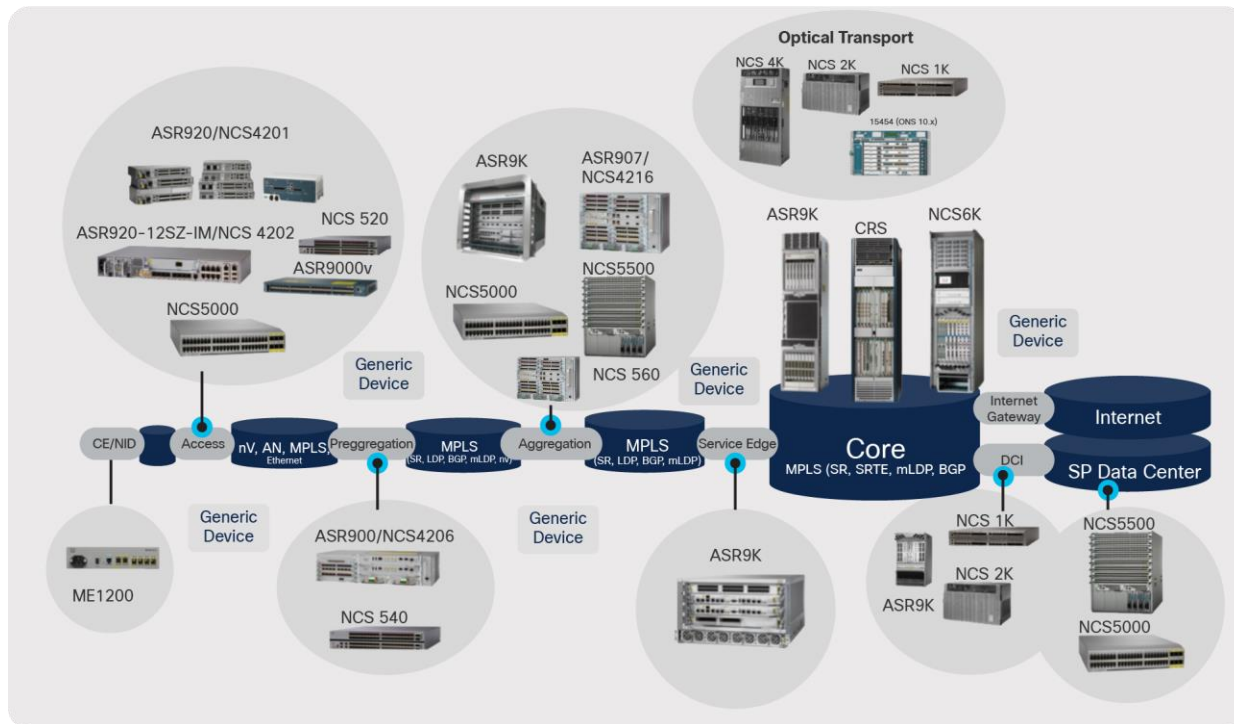 Optical Transport
NCS 4K
NCS 2K
NCS 1K
15454 (ONS 10.x)
ASR920/NCS4201
NCS 520
ASR920-12SZ-IM/NCS 4202
ASR9000v
NCS5000
ASR9K
ASR907/
NCS4216
NCS5500
NCS5000
NCS 560
ASR9K
CRS
NCS6K
Generic
Device
Generic
Device
Generic
Device
CE/NID
Access
nV, AN, MPLS,
Ethernet
Preggregation
MPLS
(SR, LDP, BGP, mLDP, nv)
Aggregation
MPLS
(SR, LDP, BGP, mLDP)
Service Edge
Core
MPLS (SR, SRTE, mLDP, BGP
Internet
Gateway
Internet
DCI
SP Data Center
Generic
Device
Generic
Device
ME1200
ASR900/NCS4206
NCS 540
ASR9K
NCS 1K
NCS 2K
ASR9K
NCS5500
NCS5000